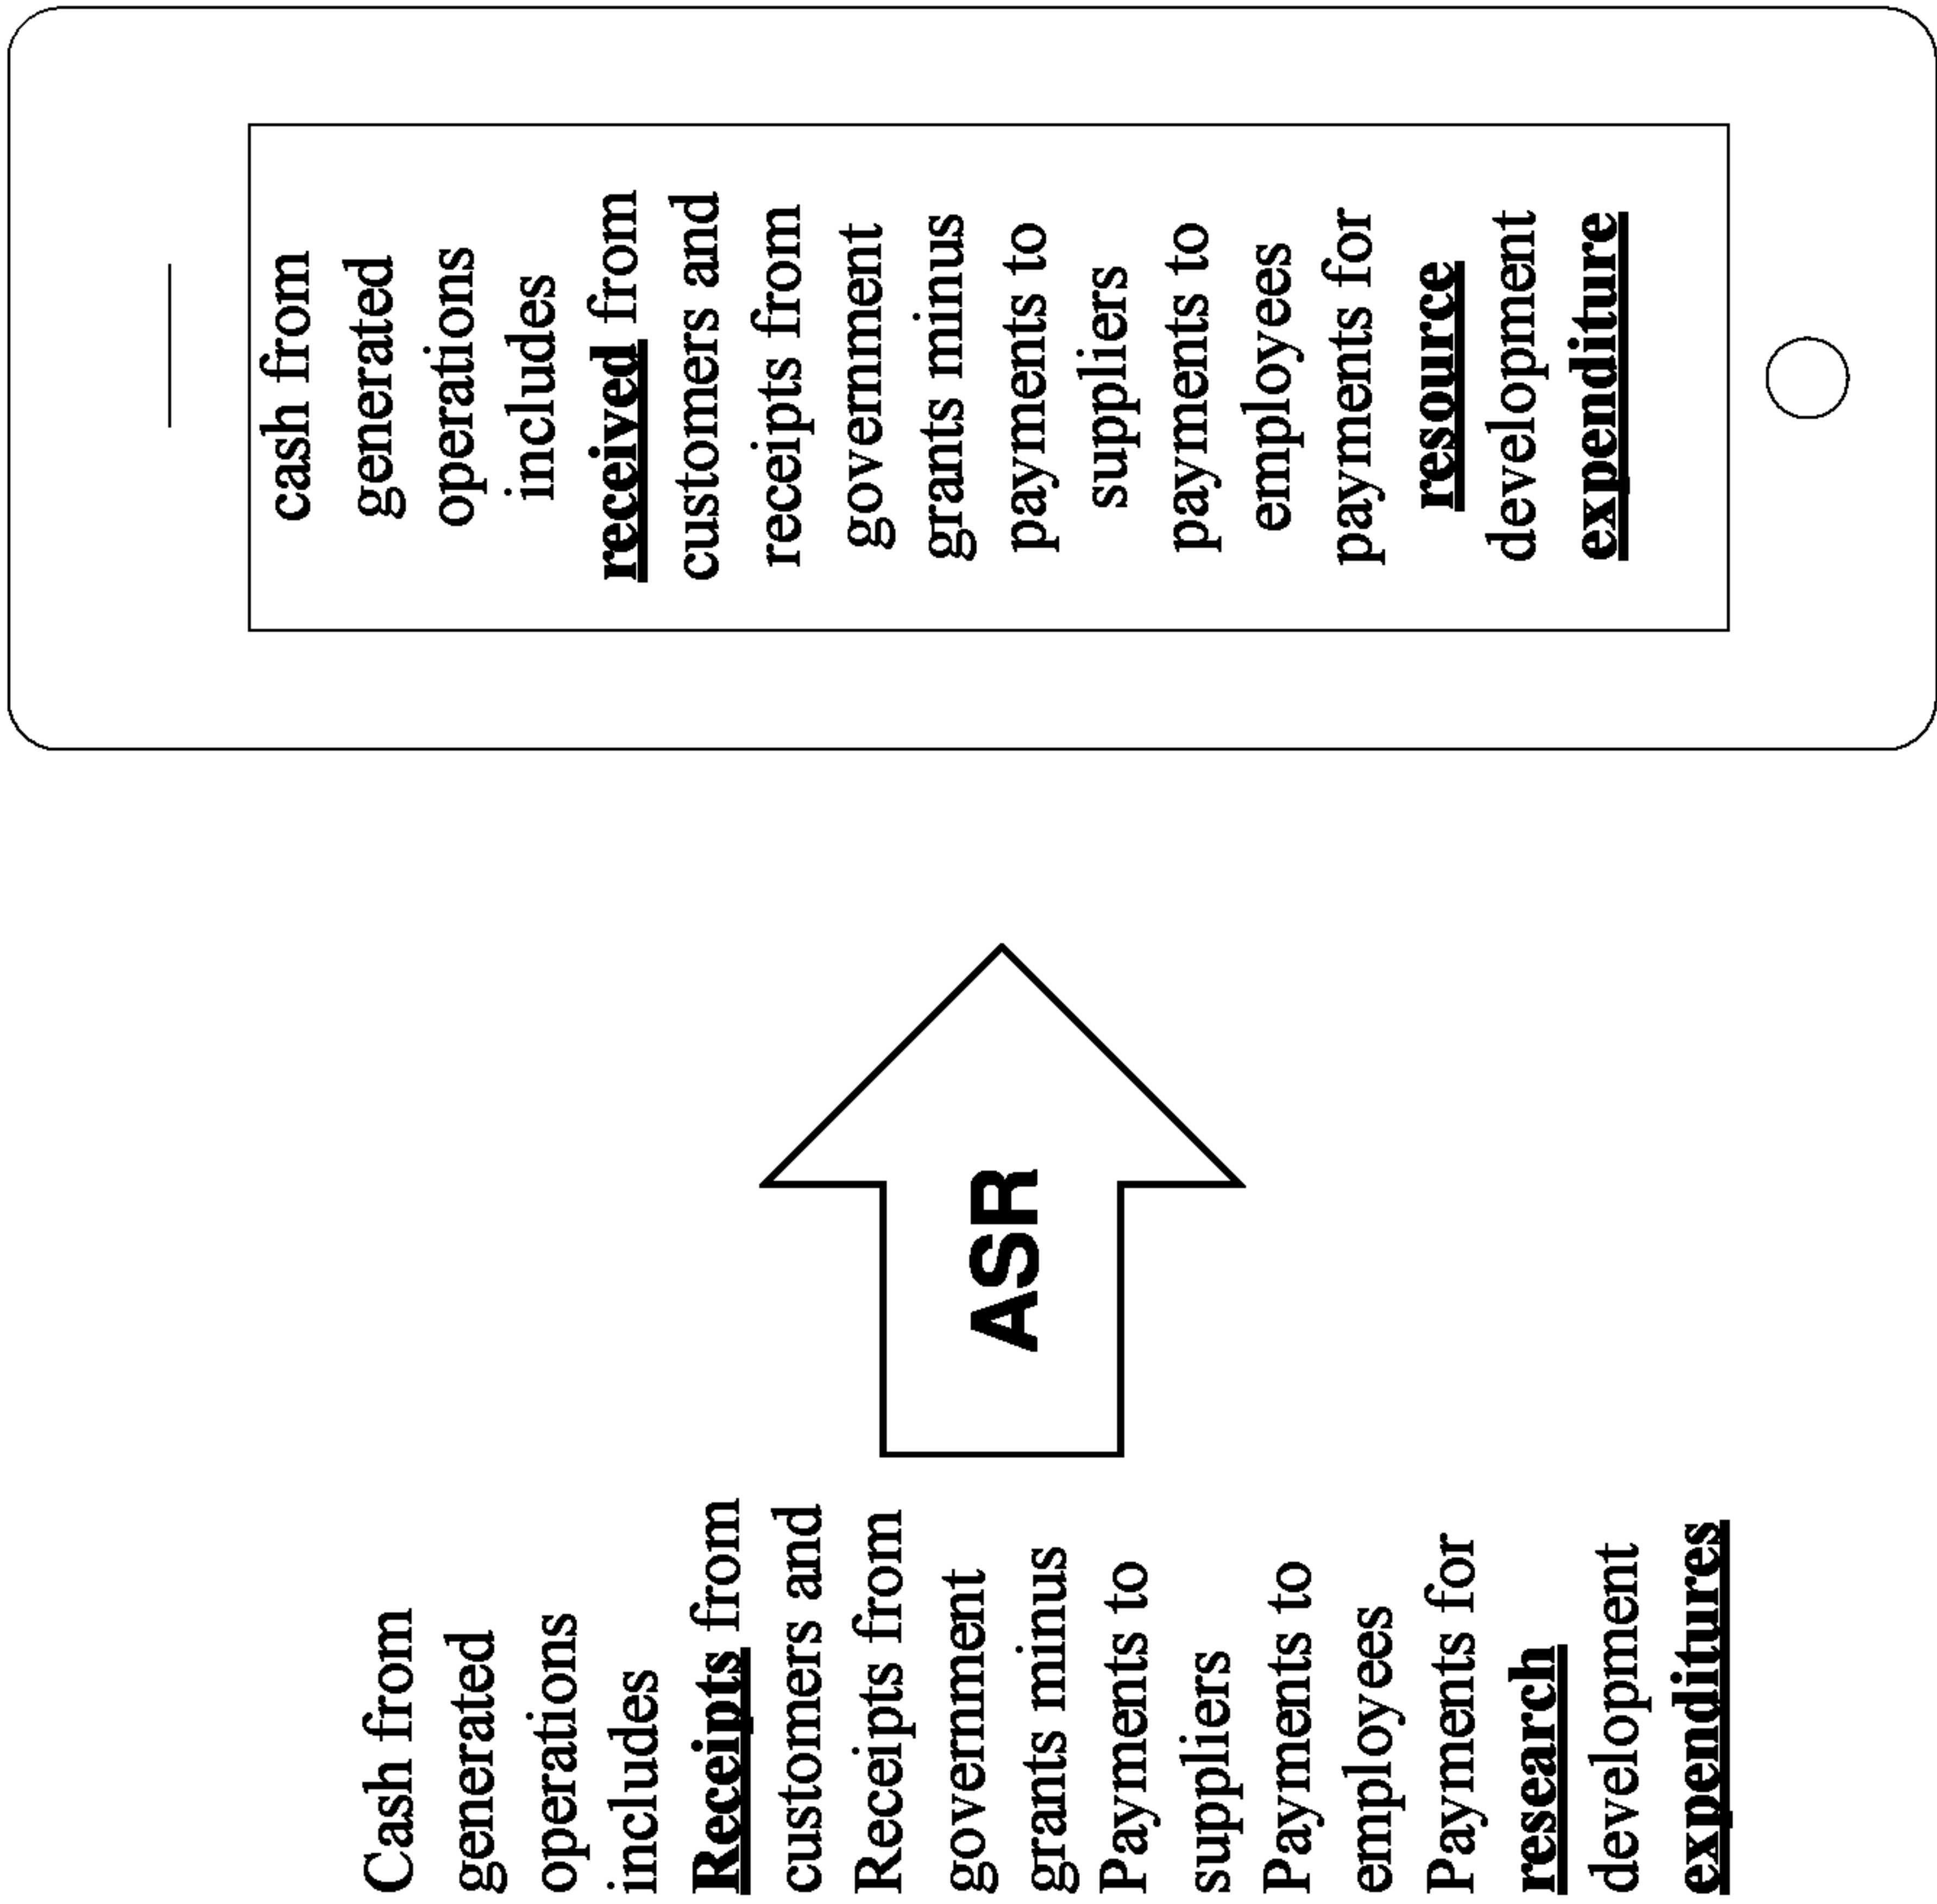 Cash from
generated
operations
includes
Receipts from
customers and
Receipts from
government
grants minus
Payments to
suppliers
Payments to
employees
Payments for
research
development
expenditures
ASR
cash from
generated
operations
includes
received from
customers and
receipts from
government
grants minus
payments to
suppliers
payments to
employees
payments for
resource
development
expenditure